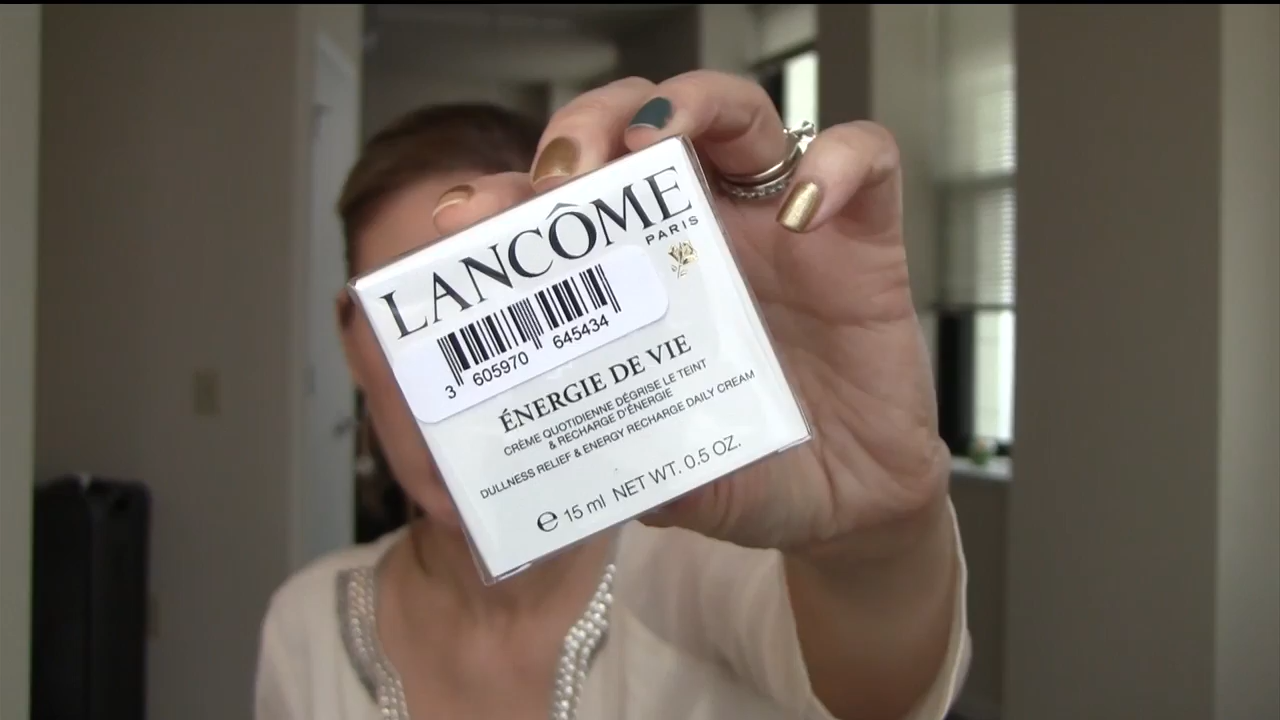 LANCÔME
PARIS
3 605970 645434
ÉNERGIE DE VIE
CRÈME QUOTIDIENNE DÉGRISE LE TEINT
& RECHARGE D'ÉNERGIE
DULLNESS RELIEF & ENERGY RECHARGE DAILY CREAM
℮ 15 ml NET WT. 0.5 OZ.